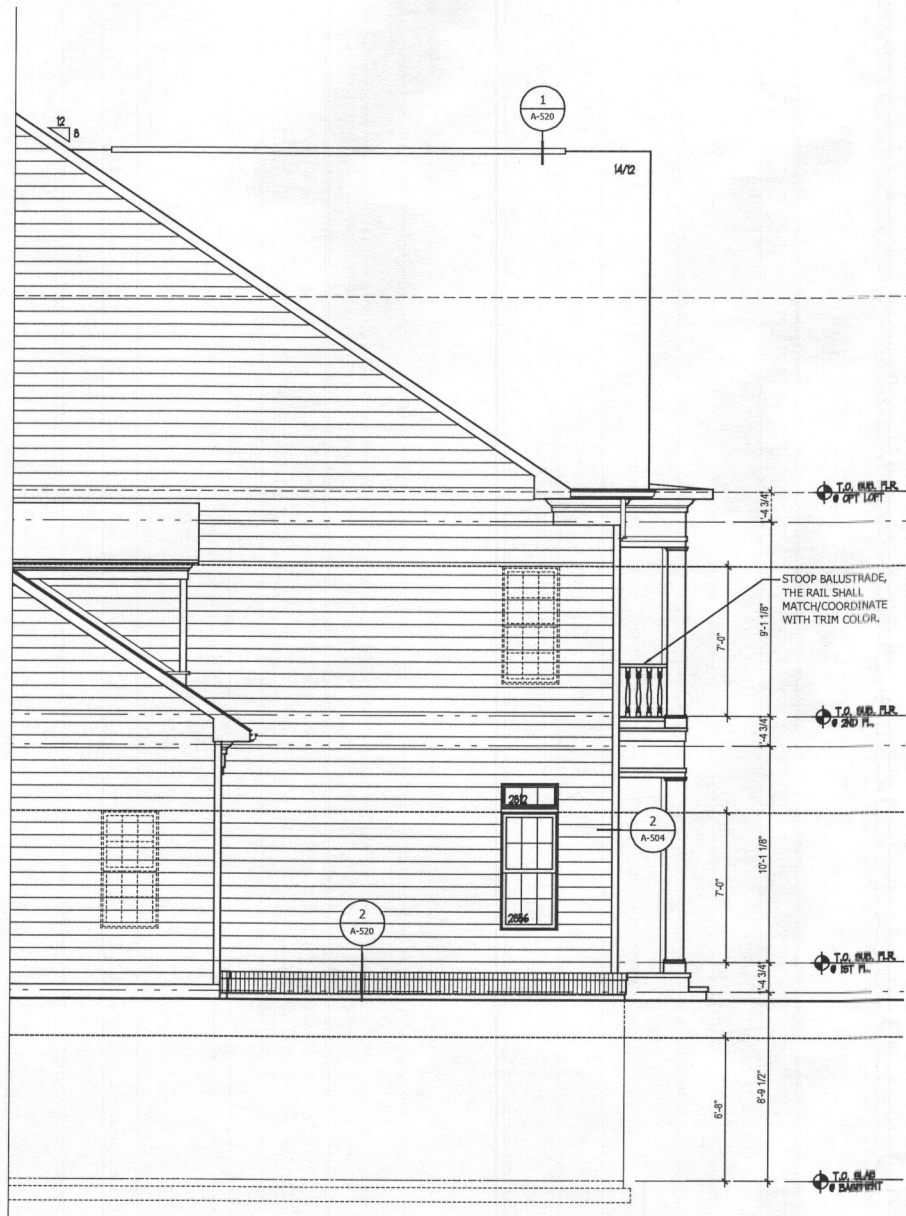 1
A-520
12
8
14/12
T.O. SUB. FLR.
@ OPT LOFT
1'-4 3/4"
STOOP BALUSTRADE,
THE RAIL SHALL
MATCH/COORDINATE
WITH TRIM COLOR.
9'-1 1/8"
7'-0"
T.O. SUB. FLR.
@ 2ND FL.
1'-4 3/4"
2812
2
A-504
10'-1 1/8"
7'-0"
2856
2
A-520
T.O. SUB. FLR.
@ 1ST FL.
1'-4 3/4"
8'-9 1/2"
6'-8"
T.O. SLAB
@ BASEMENT